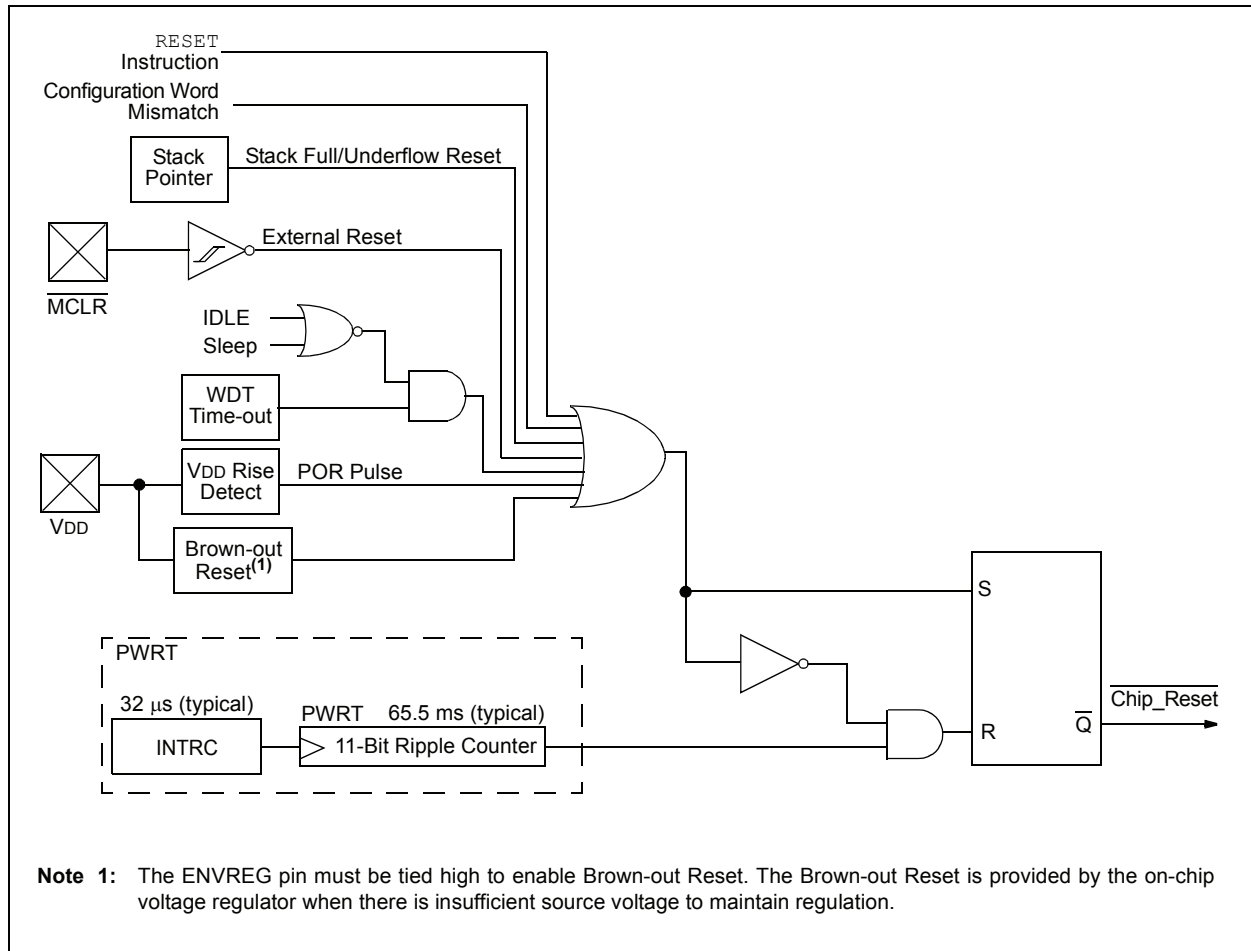 RESET
Instruction
Configuration Word
Mismatch
Stack
Pointer
Stack Full/Underflow Reset
External Reset
MCLR
IDLE
Sleep
WDT
Time-out
VDD Rise
Detect
POR Pulse
VDD
Brown-out
Reset(1)
S
PWRT
32 μs (typical)
PWRT 65.5 ms (typical)
INTRC
11-Bit Ripple Counter
R
Q
Chip_Reset
Note 1: The ENVREG pin must be tied high to enable Brown-out Reset. The Brown-out Reset is provided by the on-chip
voltage regulator when there is insufficient source voltage to maintain regulation.